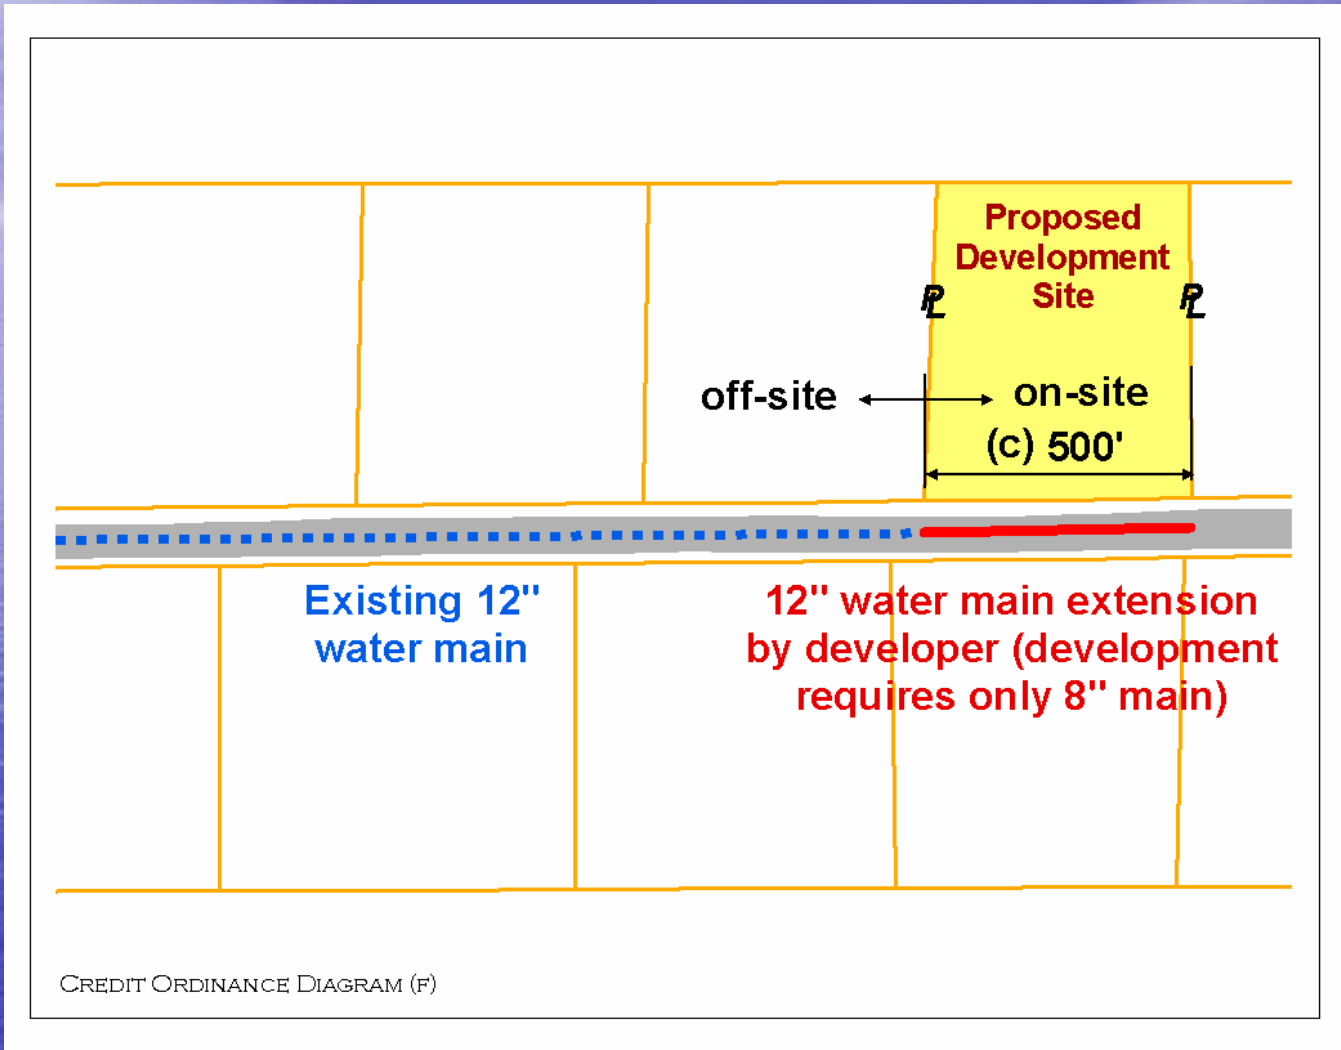 Proposed
Development
Site
PL
PL
off-site
on-site
(c) 500'
Existing 12"
water main
12" water main extension
by developer (development
requires only 8" main)
Credit Ordinance Diagram (f)